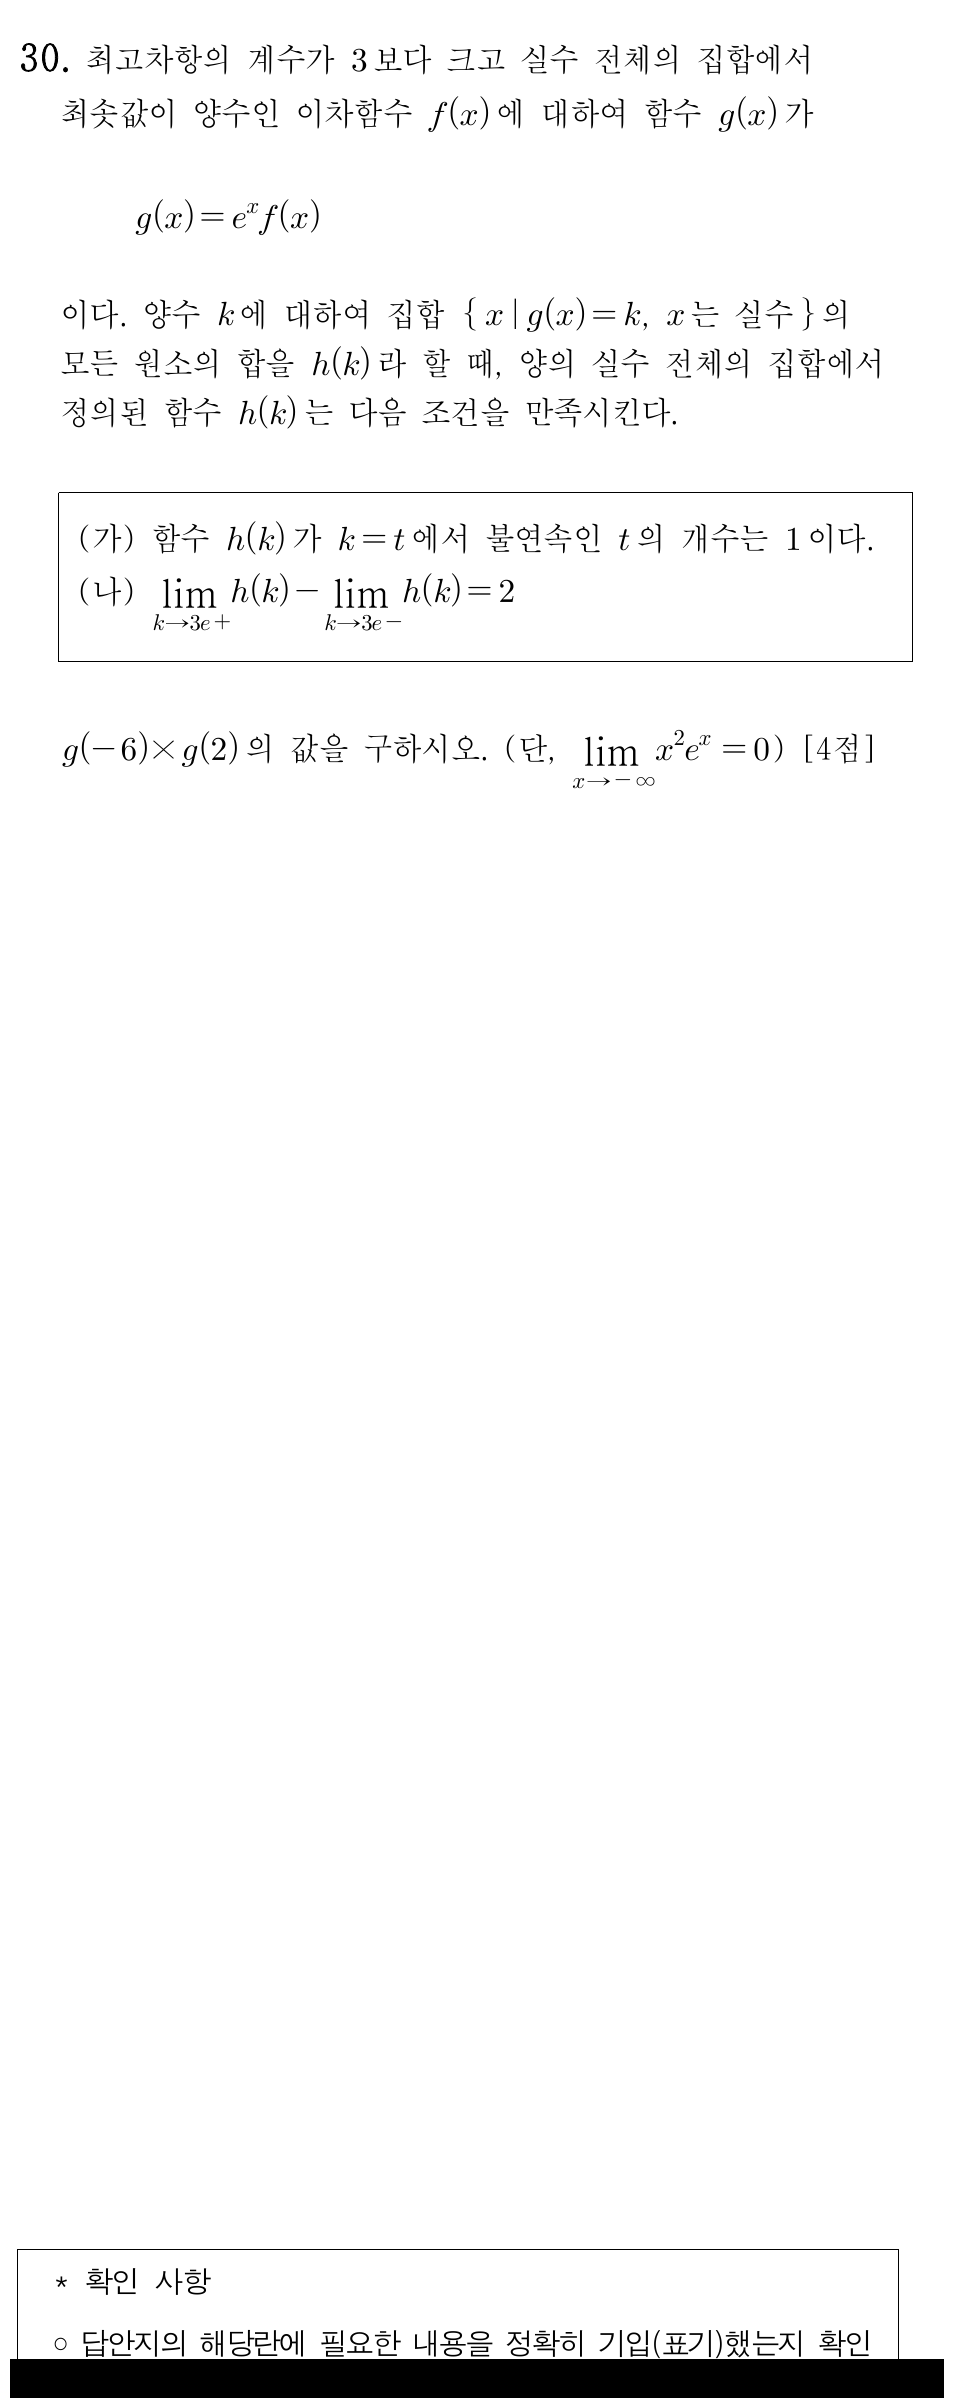 30. 최고차항의 계수가 3보다 크고 실수 전체의 집합에서
최솟값이 양수인 이차함수 f(x)에 대하여 함수 g(x)가
g(x)=e^x f(x)
이다. 양수 k에 대하여 집합 {x | g(x)=k, x는 실수}의
모든 원소의 합을 h(k)라 할 때, 양의 실수 전체의 집합에서
정의된 함수 h(k)는 다음 조건을 만족시킨다.
(가) 함수 h(k)가 k=t에서 불연속인 t의 개수는 1이다.
(나) lim_{k→3e+} h(k) − lim_{k→3e−} h(k)=2
g(−6)×g(2)의 값을 구하시오. (단, lim_{x→−∞} x^2 e^x =0) [4점]
* 확인 사항
○ 답안지의 해당란에 필요한 내용을 정확히 기입(표기)했는지 확인